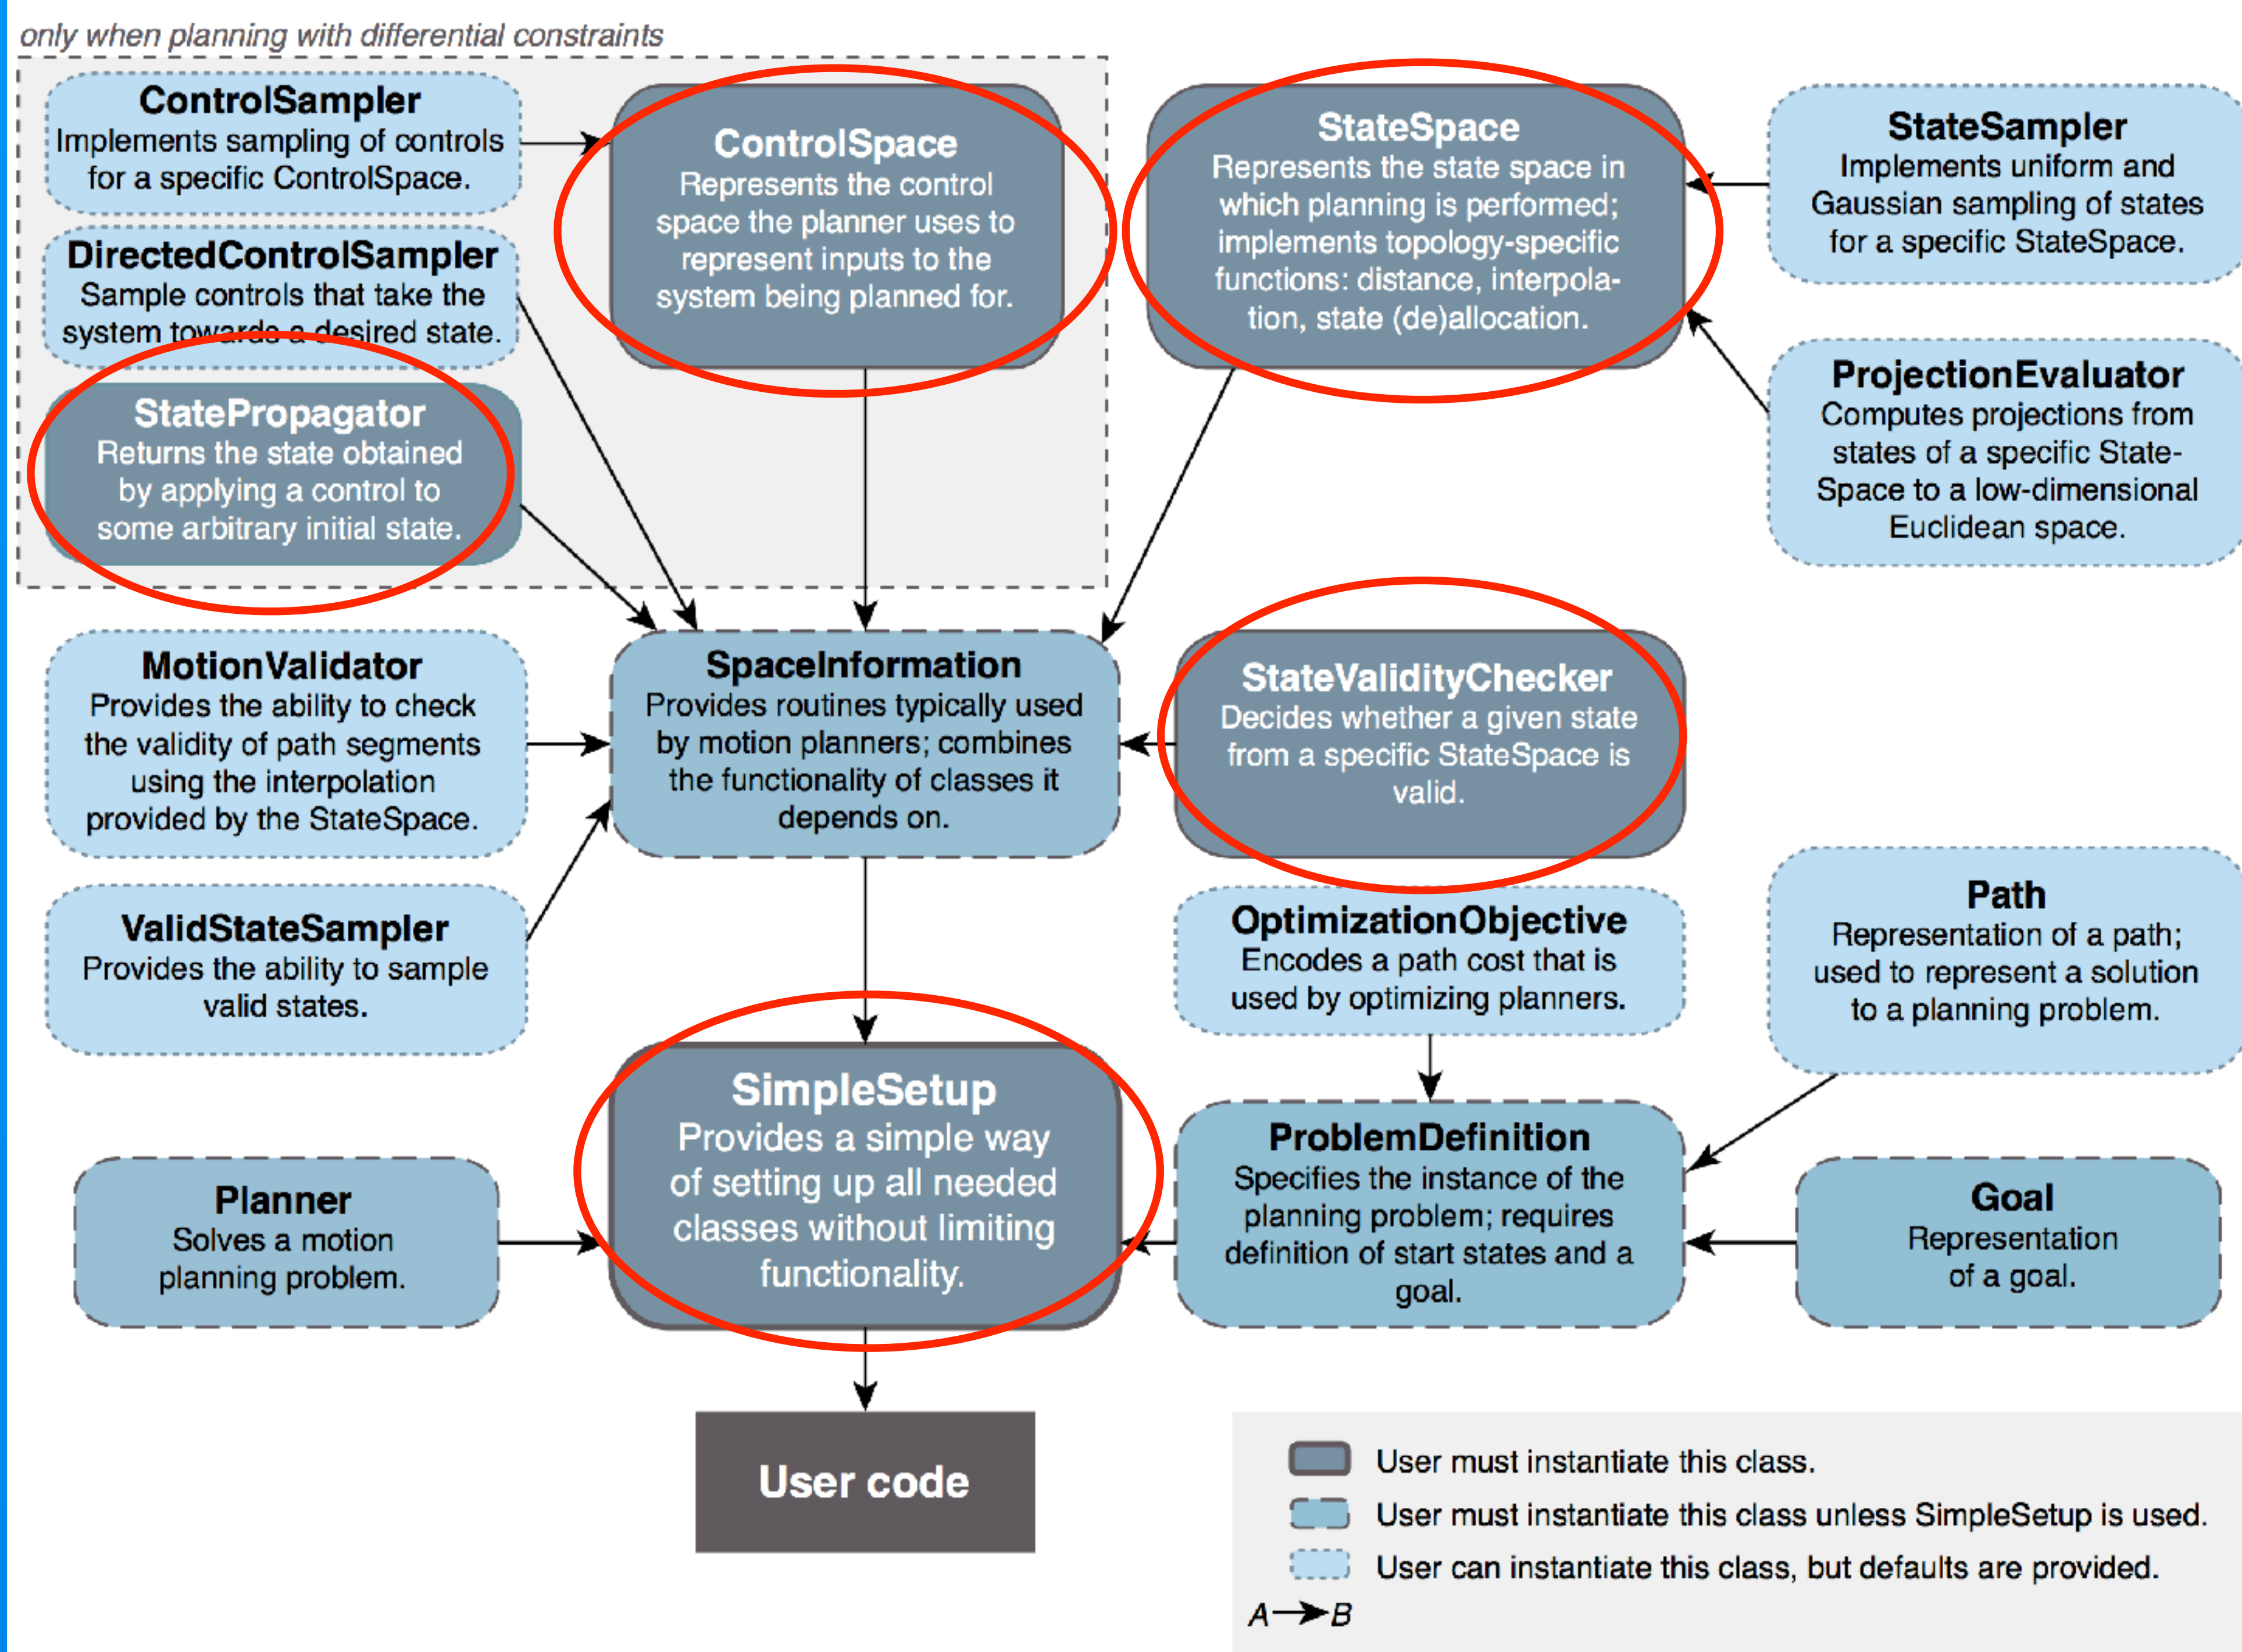 only when planning with differential constraints
ControlSampler
Implements sampling of controls
for a specific ControlSpace.
DirectedControlSampler
Sample controls that take the
system towards a desired state.
StatePropagator
Returns the state obtained
by applying a control to
some arbitrary initial state.
ControlSpace
Represents the control
space the planner uses to
represent inputs to the
system being planned for.
StateSpace
Represents the state space in
which planning is performed;
implements topology-specific
functions: distance, interpola-
tion, state (de)allocation.
StateSampler
Implements uniform and
Gaussian sampling of states
for a specific StateSpace.
ProjectionEvaluator
Computes projections from
states of a specific State-
Space to a low-dimensional
Euclidean space.
MotionValidator
Provides the ability to check
the validity of path segments
using the interpolation
provided by the StateSpace.
SpaceInformation
Provides routines typically used
by motion planners; combines
the functionality of classes it
depends on.
StateValidityChecker
Decides whether a given state
from a specific StateSpace is
valid.
ValidStateSampler
Provides the ability to sample
valid states.
OptimizationObjective
Encodes a path cost that is
used by optimizing planners.
Path
Representation of a path;
used to represent a solution
to a planning problem.
Planner
Solves a motion
planning problem.
SimpleSetup
Provides a simple way
of setting up all needed
classes without limiting
functionality.
ProblemDefinition
Specifies the instance of the
planning problem; requires
definition of start states and a
goal.
Goal
Representation
of a goal.
User code
User must instantiate this class.
User must instantiate this class unless SimpleSetup is used.
User can instantiate this class, but defaults are provided.
A B